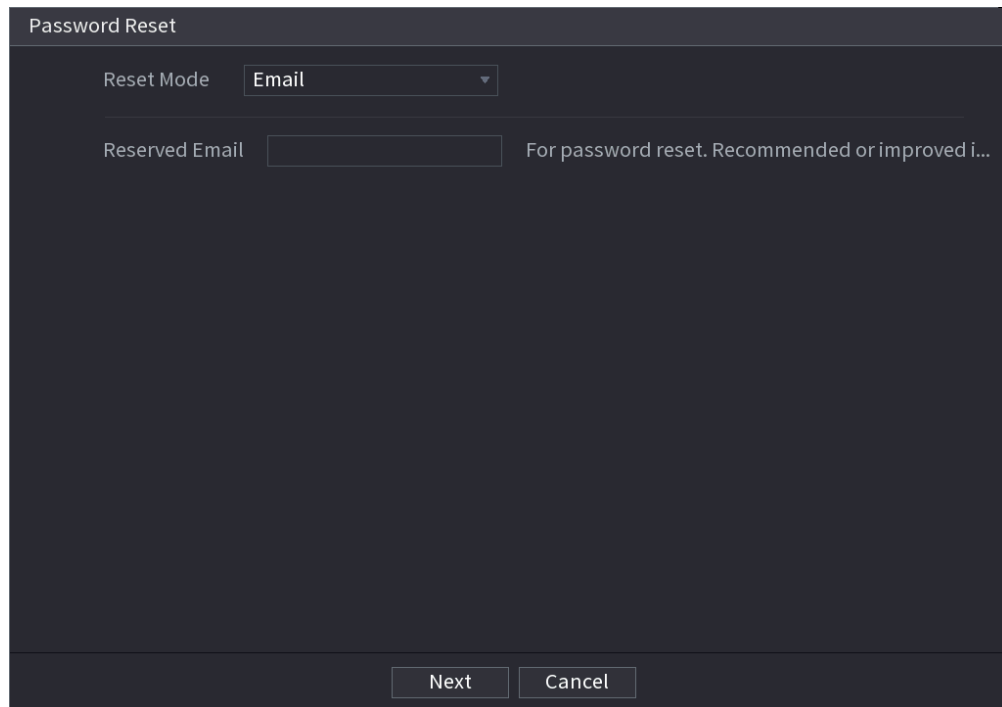 Password Reset
Reset Mode Email
Reserved Email For password reset. Recommended or improved i...
Next Cancel